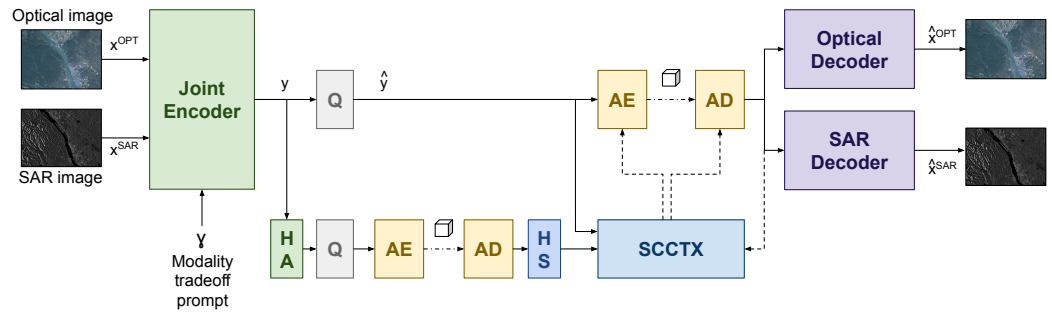 Optical image
x^OPT
x^SAR
SAR image
Joint
Encoder
ɣ
Modality
tradeoff
prompt
y
Q
ŷ
H
A
Q
AE
AD
H
S
SCCTX
AE
AD
Optical
Decoder
x̂^OPT
SAR
Decoder
x̂^SAR